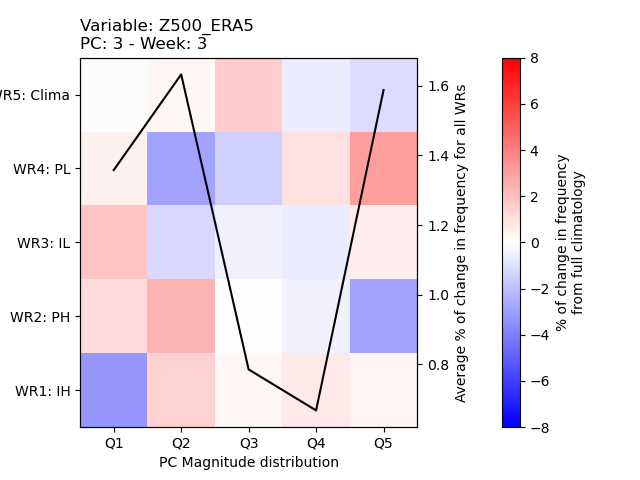 Variable: Z500_ERA5
PC: 3 - Week: 3
WR5: Clima
WR4: PL
WR3: IL
WR2: PH
WR1: IH
Q1 Q2 Q3 Q4 Q5
PC Magnitude distribution
1.6
1.4
1.2
1.0
0.8
Average % of change in frequency for all WRs
8
6
4
2
0
−2
−4
−6
−8
% of change in frequency
from full climatology